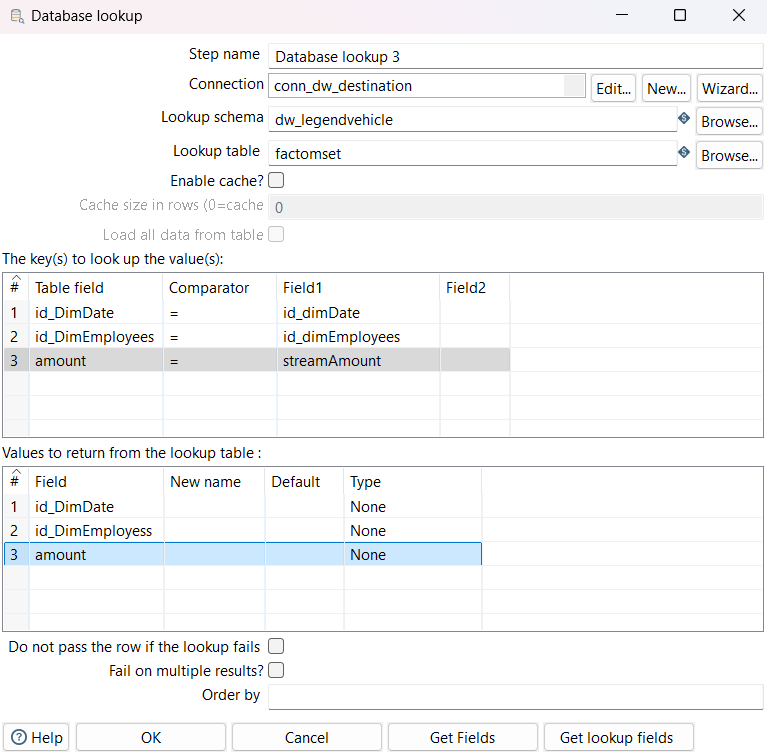 Database lookup
Step name Database lookup 3
Connection conn_dw_destination Edit... New... Wizard...
Lookup schema dw_legendvehicle Browse...
Lookup table factomset Browse...
Enable cache?
Cache size in rows (0=cache 0
Load all data from table
The key(s) to look up the value(s):
# Table field Comparator Field1 Field2
1 id_DimDate = id_dimDate
2 id_DimEmployees = id_dimEmployees
3 amount = streamAmount
Values to return from the lookup table :
# Field New name Default Type
1 id_DimDate None
2 id_DimEmployess None
3 amount None
Do not pass the row if the lookup fails
Fail on multiple results?
Order by
Help OK Cancel Get Fields Get lookup fields